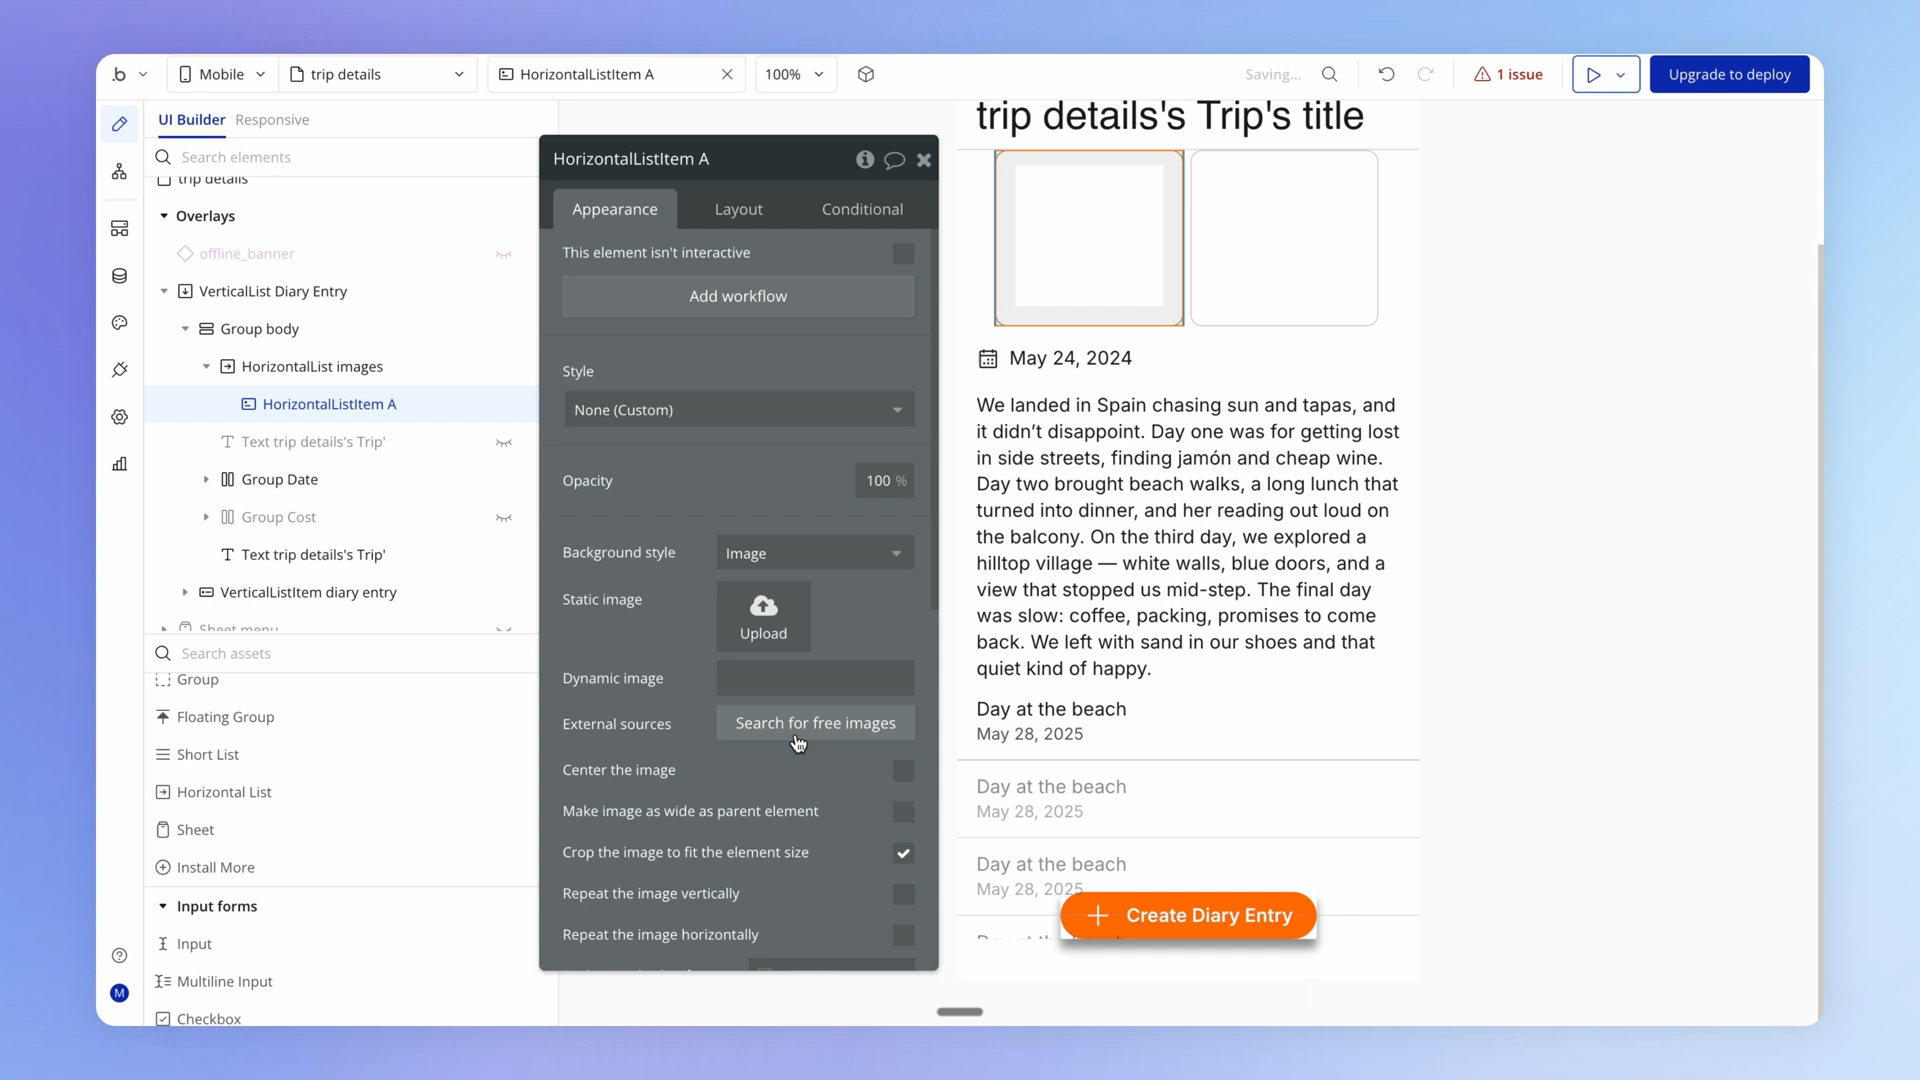 .b
Mobile
trip details
HorizontalListItem A
100%
Saving...
1 issue
Upgrade to deploy
UI Builder
Responsive
Search elements
trip details
Overlays
offline_banner
VerticalList Diary Entry
Group body
HorizontalList images
HorizontalListItem A
Text trip details's Trip'
Group Date
Group Cost
Text trip details's Trip'
VerticalListItem diary entry
Sheet menu
Search assets
Group
Floating Group
Short List
Horizontal List
Sheet
Install More
Input forms
Input
Multiline Input
Checkbox
M
HorizontalListItem A
Appearance
Layout
Conditional
This element isn't interactive
Add workflow
Style
None (Custom)
Opacity
100 %
Background style
Image
Static image
Upload
Dynamic image
External sources
Search for free images
Center the image
Make image as wide as parent element
Crop the image to fit the element size
Repeat the image vertically
Repeat the image horizontally
trip details's Trip's title
May 24, 2024
We landed in Spain chasing sun and tapas, and
it didn’t disappoint. Day one was for getting lost
in side streets, finding jamón and cheap wine.
Day two brought beach walks, a long lunch that
turned into dinner, and her reading out loud on
the balcony. On the third day, we explored a
hilltop village — white walls, blue doors, and a
view that stopped us mid-step. The final day
was slow: coffee, packing, promises to come
back. We left with sand in our shoes and that
quiet kind of happy.
Day at the beach
May 28, 2025
Day at the beach
May 28, 2025
Day at the beach
May 28, 2025
Create Diary Entry